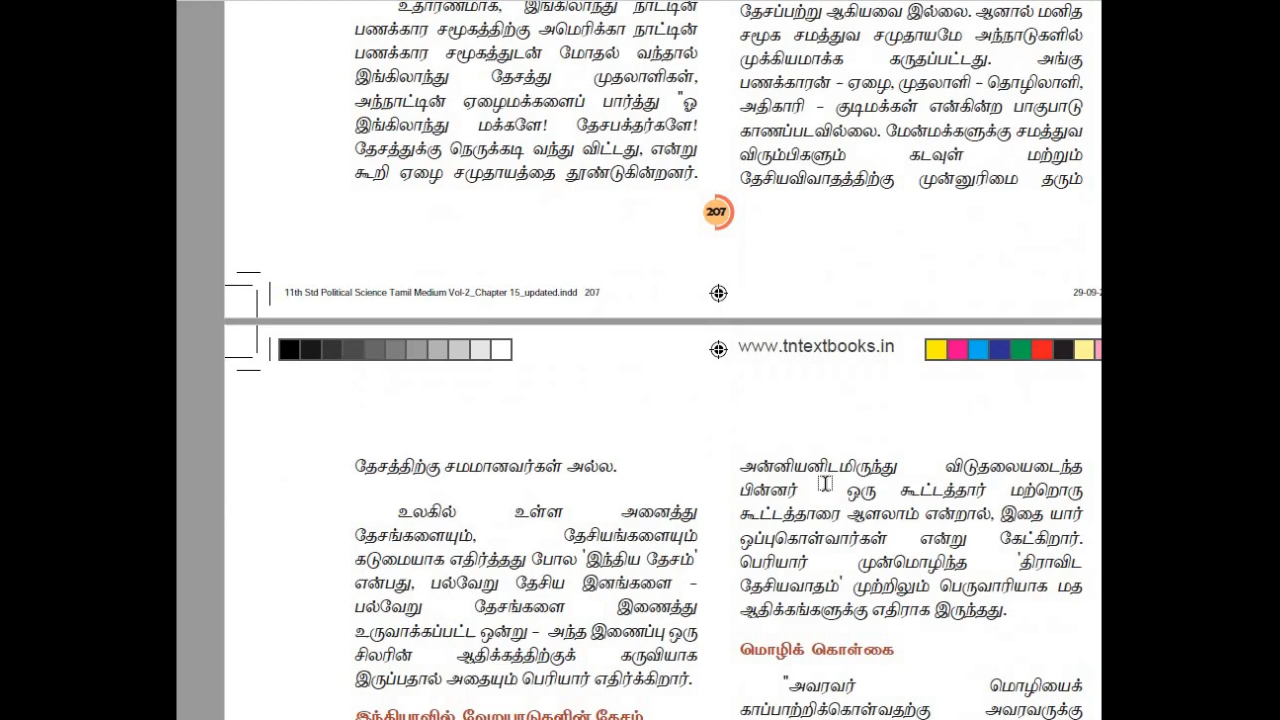 உதாரணமாக, இங்கிலாந்து நாட்டின்
பணக்கார சமூகத்திற்கு அமெரிக்கா நாட்டின்
பணக்கார சமூகத்துடன் மோதல் வந்தால்
இங்கிலாந்து தேசத்து முதலாளிகள்,
அந்நாட்டின் ஏழைமக்களைப் பார்த்து "ஓ
இங்கிலாந்து மக்களே! தேசபக்தர்களே!
தேசத்துக்கு நெருக்கடி வந்து விட்டது, என்று
கூறி ஏழை சமுதாயத்தை தூண்டுகின்றனர்.
தேசப்பற்று ஆகியவை இல்லை. ஆனால் மனித
சமூக சமத்துவ சமுதாயமே அந்நாடுகளில்
முக்கியமாக்க கருதப்பட்டது. அங்கு
பணக்காரன் - ஏழை, முதலாளி - தொழிலாளி,
அதிகாரி - குடிமக்கள் என்கின்ற பாகுபாடு
காணப்படவில்லை. மேன்மக்களுக்கு சமத்துவ
விரும்பிகளும் கடவுள் மற்றும்
தேசியவிவாதத்திற்கு முன்னுரிமை தரும்
207
11th Std Political Science Tamil Medium Vol-2_Chapter 15_updated.indd 207
29-09-
www.tntextbooks.in
தேசத்திற்கு சமமானவர்கள் அல்ல.
உலகில் உள்ள அனைத்து
தேசங்களையும், தேசியங்களையும்
கடுமையாக எதிர்த்தது போல 'இந்திய தேசம்'
என்பது, பல்வேறு தேசிய இனங்களை -
பல்வேறு தேசங்களை இணைத்து
உருவாக்கப்பட்ட ஒன்று - அந்த இணைப்பு ஒரு
சிலரின் ஆதிக்கத்திற்குக் கருவியாக
இருப்பதால் அதையும் பெரியார் எதிர்க்கிறார்.
இந்தியாவில் வேறுபாடுகளின் தேசம்
அன்னியனிடமிருந்து விடுதலையடைந்த
பின்னர் ஒரு கூட்டத்தார் மற்றொரு
கூட்டத்தாரை ஆளலாம் என்றால், இதை யார்
ஒப்புகொள்வார்கள் என்று கேட்கிறார்.
பெரியார் முன்மொழிந்த 'திராவிட
தேசியவாதம்' முற்றிலும் பெருவாரியாக மத
ஆதிக்கங்களுக்கு எதிராக இருந்தது.
மொழிக் கொள்கை
"அவரவர் மொழியைக்
காப்பாற்றிக்கொள்வதற்கு அவரவருக்கு